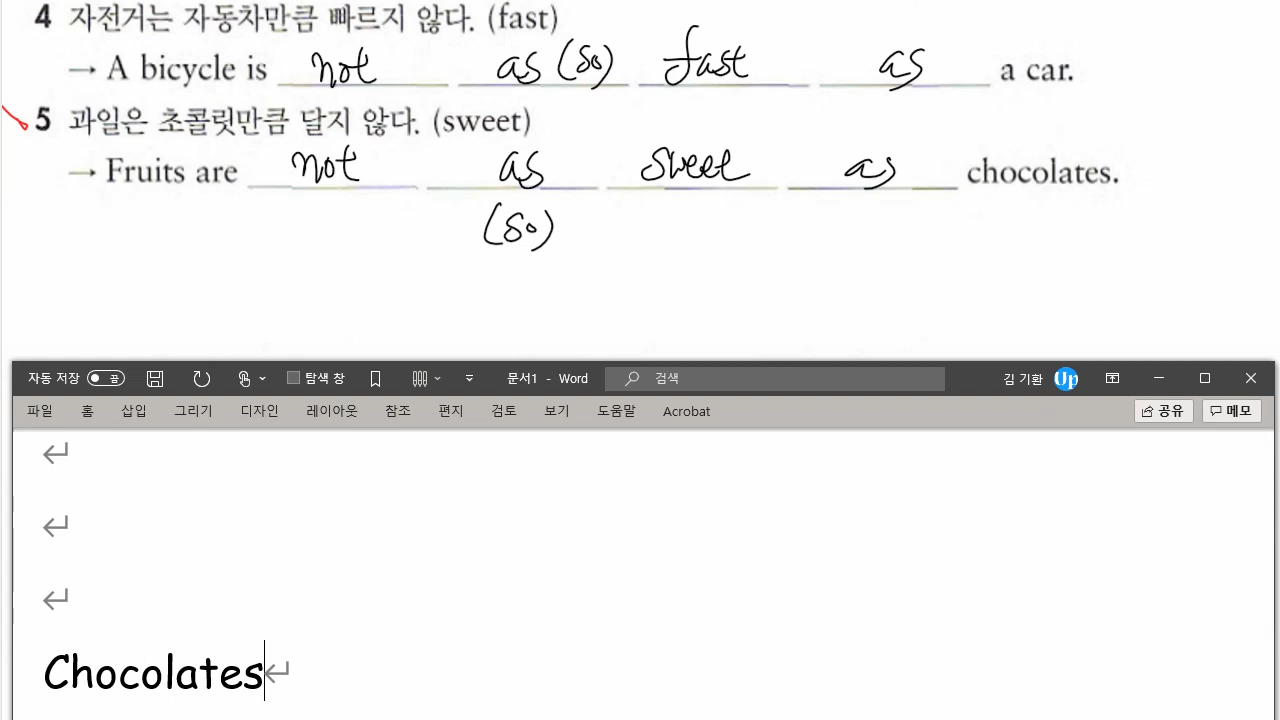 4 자전거는 자동차만큼 빠르지 않다. (fast)
→ A bicycle is not as (so) fast as a car.
5 과일은 초콜릿만큼 달지 않다. (sweet)
→ Fruits are not as sweet as chocolates.
(so)
자동 저장 끔 탐색 창 문서1 - Word 검색 김 기환 Up
파일 홈 삽입 그리기 디자인 레이아웃 참조 편지 검토 보기 도움말 Acrobat 공유 메모
Chocolates